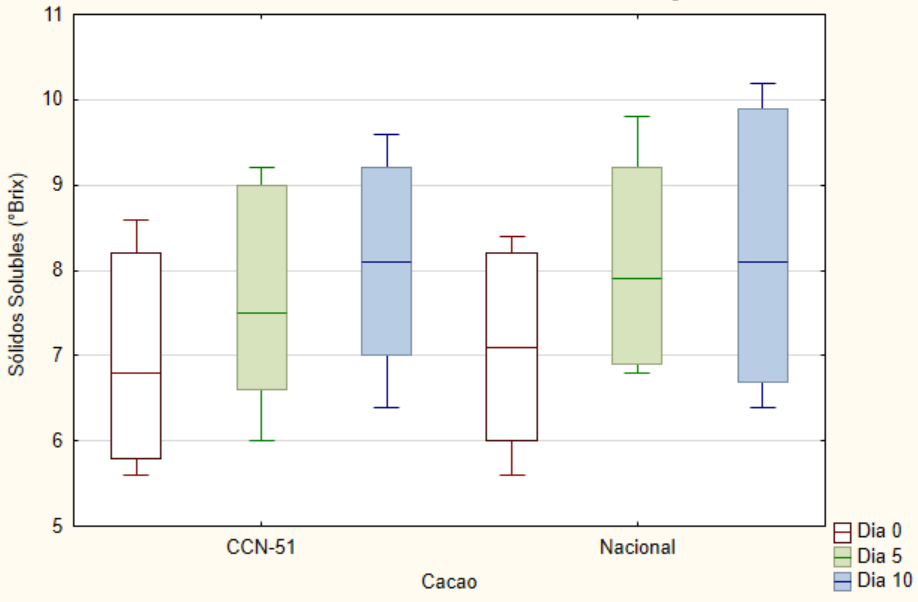 11
10
9
8
7
6
5
Sólidos Solubles (°Brix)
CCN-51
Nacional
Cacao
Dia 0
Dia 5
Dia 10